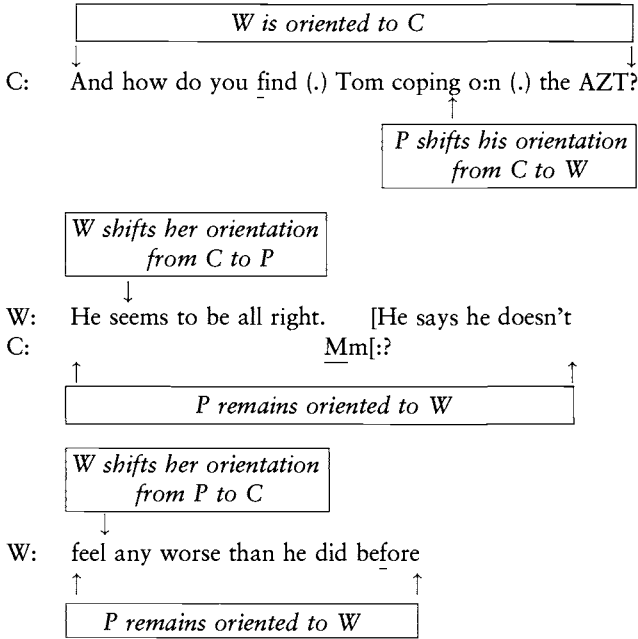 W is oriented to C
C: And how do you find (.) Tom coping o:n (.) the AZT?
P shifts his orientation
from C to W
W shifts her orientation
from C to P
W: He seems to be all right. [He says he doesn't
C: Mm[:?
P remains oriented to W
W shifts her orientation
from P to C
W: feel any worse than he did before
P remains oriented to W